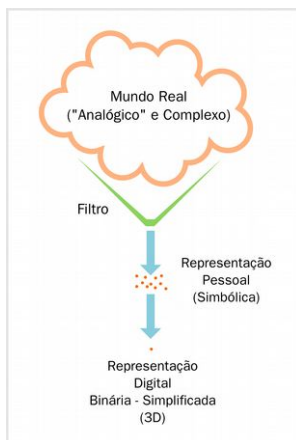 Mundo Real
("Analógico" e Complexo)
Filtro
Representação
Pessoal
(Simbólica)
Representação
Digital
Binária - Simplificada
(3D)